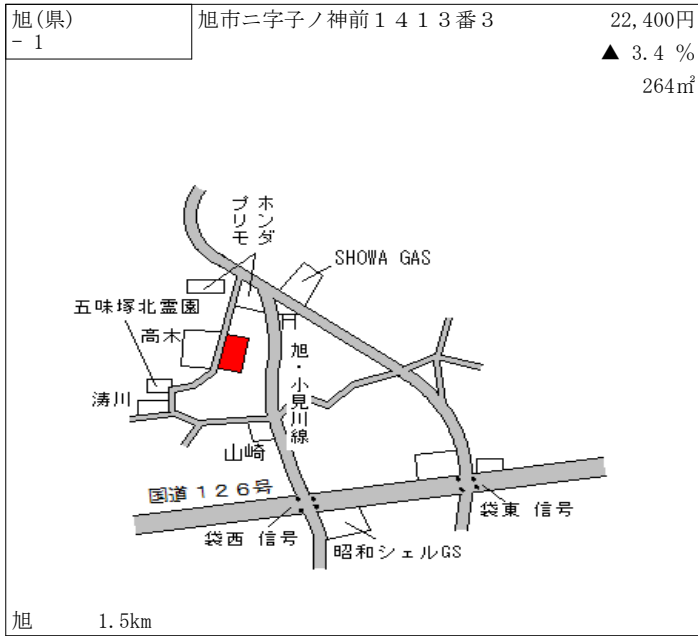 旭(県)
- 1
旭市ニ字子ノ神前１４１３番３
22,400円
▲ 3.4 %
264㎡
ホンダ
プリモ
SHOWA GAS
五味塚北霊園
高木
旭・小見川線
溝川
山崎
国道１２６号
袋西 信号
袋東 信号
昭和シェルGS
旭 1.5km